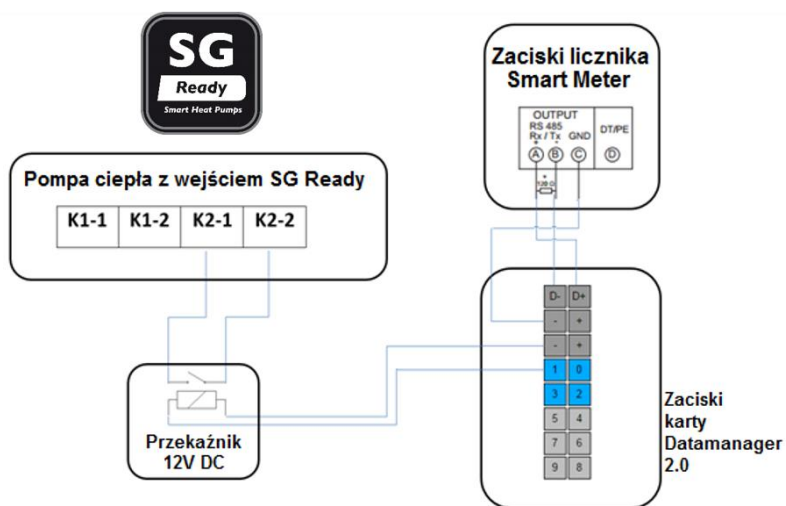 SG
Ready
Smart Heat Pumps
Zaciski licznika
Smart Meter
OUTPUT
RS 485
Rx / Tx GND
DT/PE
+ -
A B C D
120 Ω
Pompa ciepła z wejściem SG Ready
K1-1 K1-2 K2-1 K2-2
D- D+
- +
- +
1 0
3 2
5 4
7 6
9 8
Przekaźnik
12V DC
Zaciski
karty
Datamanager
2.0